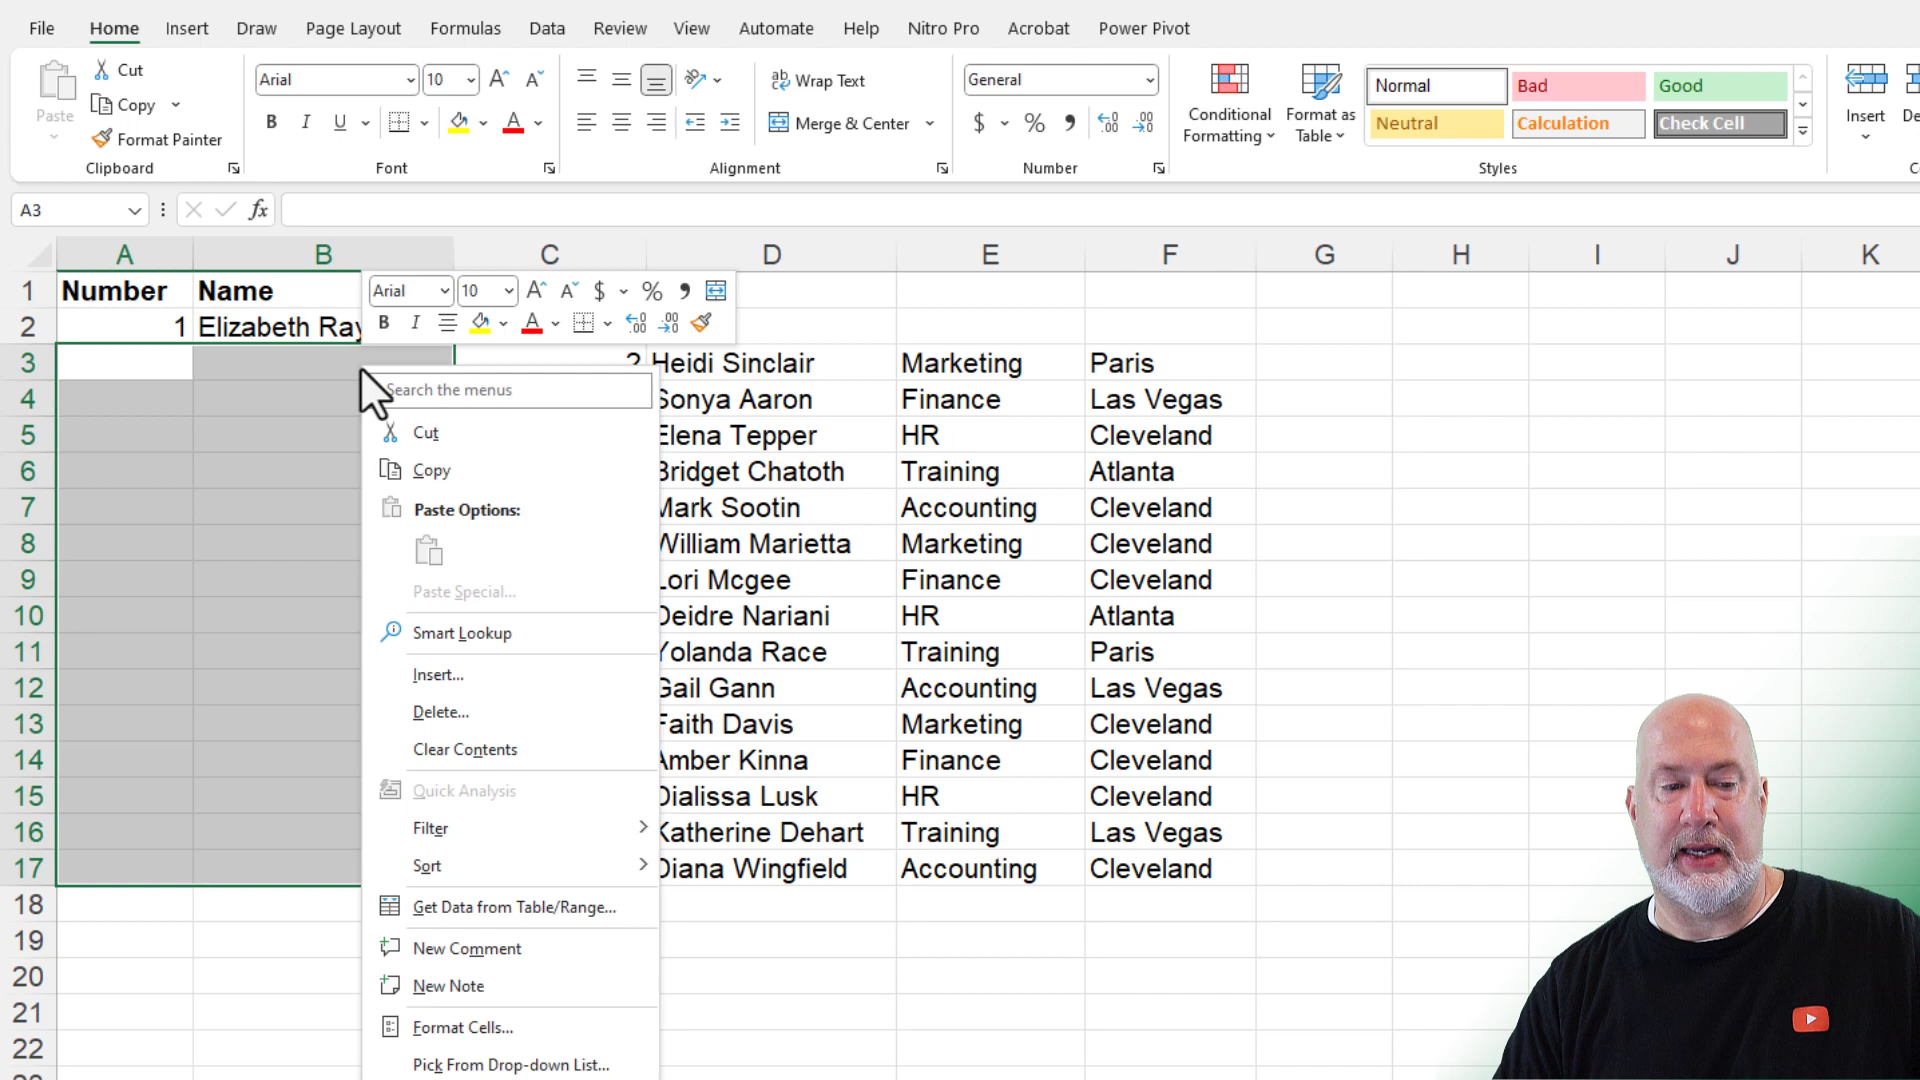 File Home Insert Draw Page Layout Formulas Data Review View Automate Help Nitro Pro Acrobat Power Pivot
Paste
Cut
Copy
Format Painter
Clipboard
Arial 10
B I U
Font
Wrap Text
Merge & Center
Alignment
General
$ % 9
Number
Conditional Formatting
Format as Table
Normal Bad Good
Neutral Calculation Check Cell
Styles
Insert
A3
fx
A B C D E F G H I J K
1 Number Name
2 1 Elizabeth Ray
Arial 10 $ % 9
B I A
3 2 Heidi Sinclair Marketing Paris
4 Sonya Aaron Finance Las Vegas
5 Elena Tepper HR Cleveland
6 Bridget Chatoth Training Atlanta
7 Mark Sootin Accounting Cleveland
8 William Marietta Marketing Cleveland
9 Lori Mcgee Finance Cleveland
10 Deidre Nariani HR Atlanta
11 Yolanda Race Training Paris
12 Gail Gann Accounting Las Vegas
13 Faith Davis Marketing Cleveland
14 Amber Kinna Finance Cleveland
15 Dialissa Lusk HR Cleveland
16 Katherine Dehart Training Las Vegas
17 Diana Wingfield Accounting Cleveland
18
19
20
21
22
Search the menus
Cut
Copy
Paste Options:
Paste Special...
Smart Lookup
Insert...
Delete...
Clear Contents
Quick Analysis
Filter
Sort
Get Data from Table/Range...
New Comment
New Note
Format Cells...
Pick From Drop-down List...